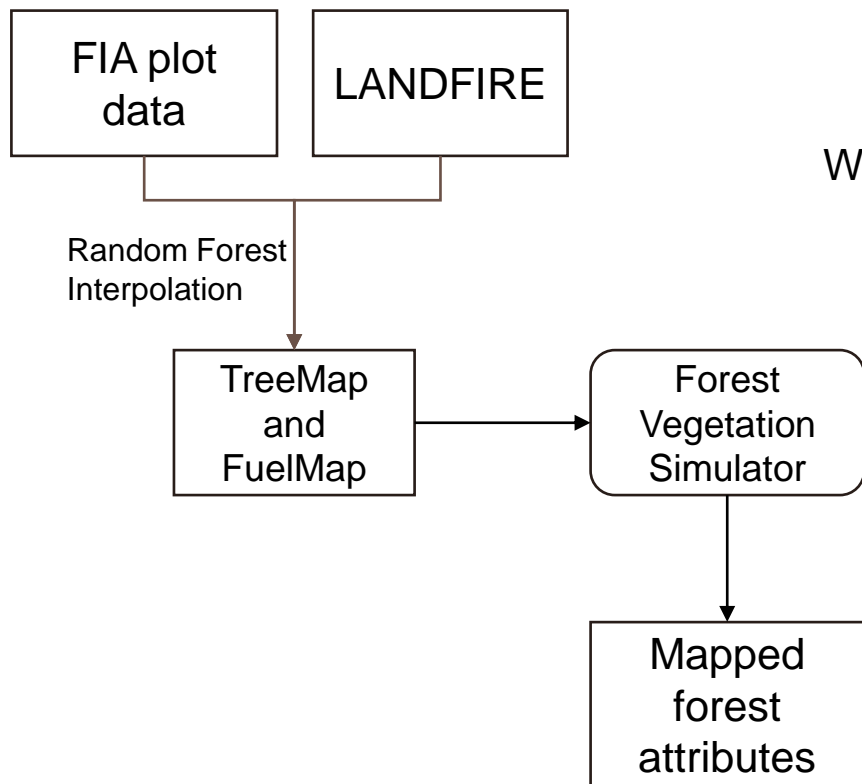 FIA plot
data
LANDFIRE
W
Random Forest
Interpolation
TreeMap
and
FuelMap
Forest
Vegetation
Simulator
Mapped
forest
attributes